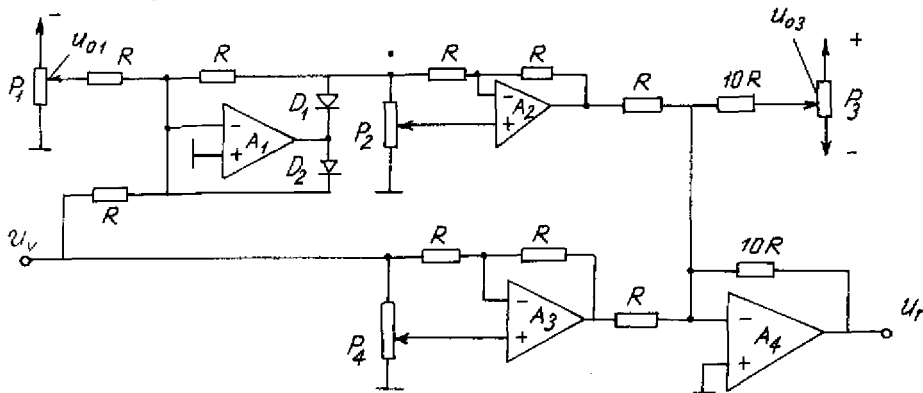 -
u01
P1
R
R
D1
- A1
+
D2
R
uv
R
R
- A2
+
P2
R
10R
u03
+
P3
-
R
R
- A3
+
P4
R
10R
- A4
+
ur